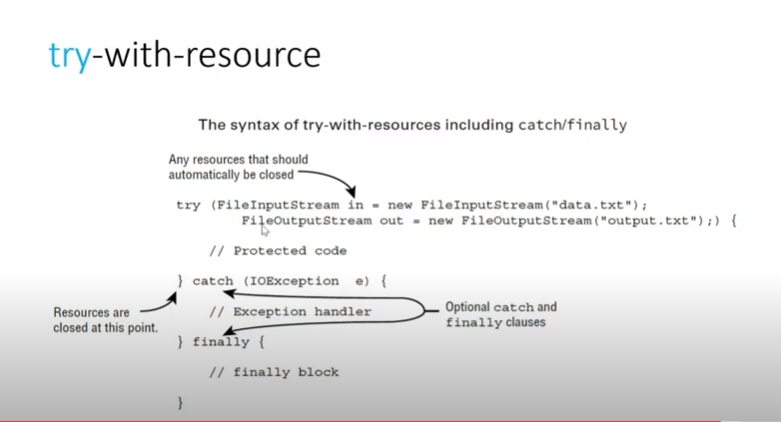 try-with-resource
The syntax of try-with-resources including catch/finally
Any resources that should
automatically be closed
try (FileInputStream in = new FileInputStream("data.txt");
FileOutputStream out = new FileOutputStream("output.txt");) {
// Protected code
} catch (IOException e) {
Resources are
closed at this point.
// Exception handler
Optional catch and
finally clauses
} finally {
// finally block
}